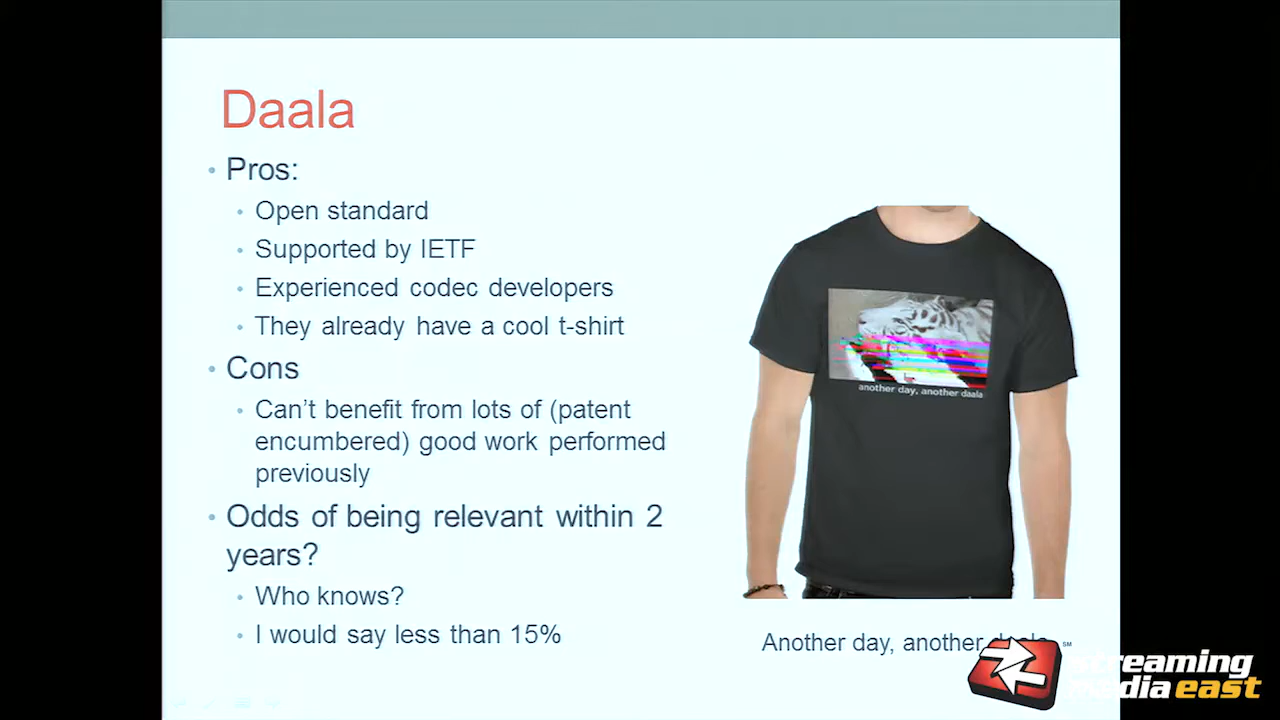 Daala
• Pros:
• Open standard
• Supported by IETF
• Experienced codec developers
• They already have a cool t-shirt
• Cons
• Can’t benefit from lots of (patent
encumbered) good work performed
previously
• Odds of being relevant within 2
years?
• Who knows?
• I would say less than 15%
another day, another daala
Another day, another daala
streaming
media east
SM